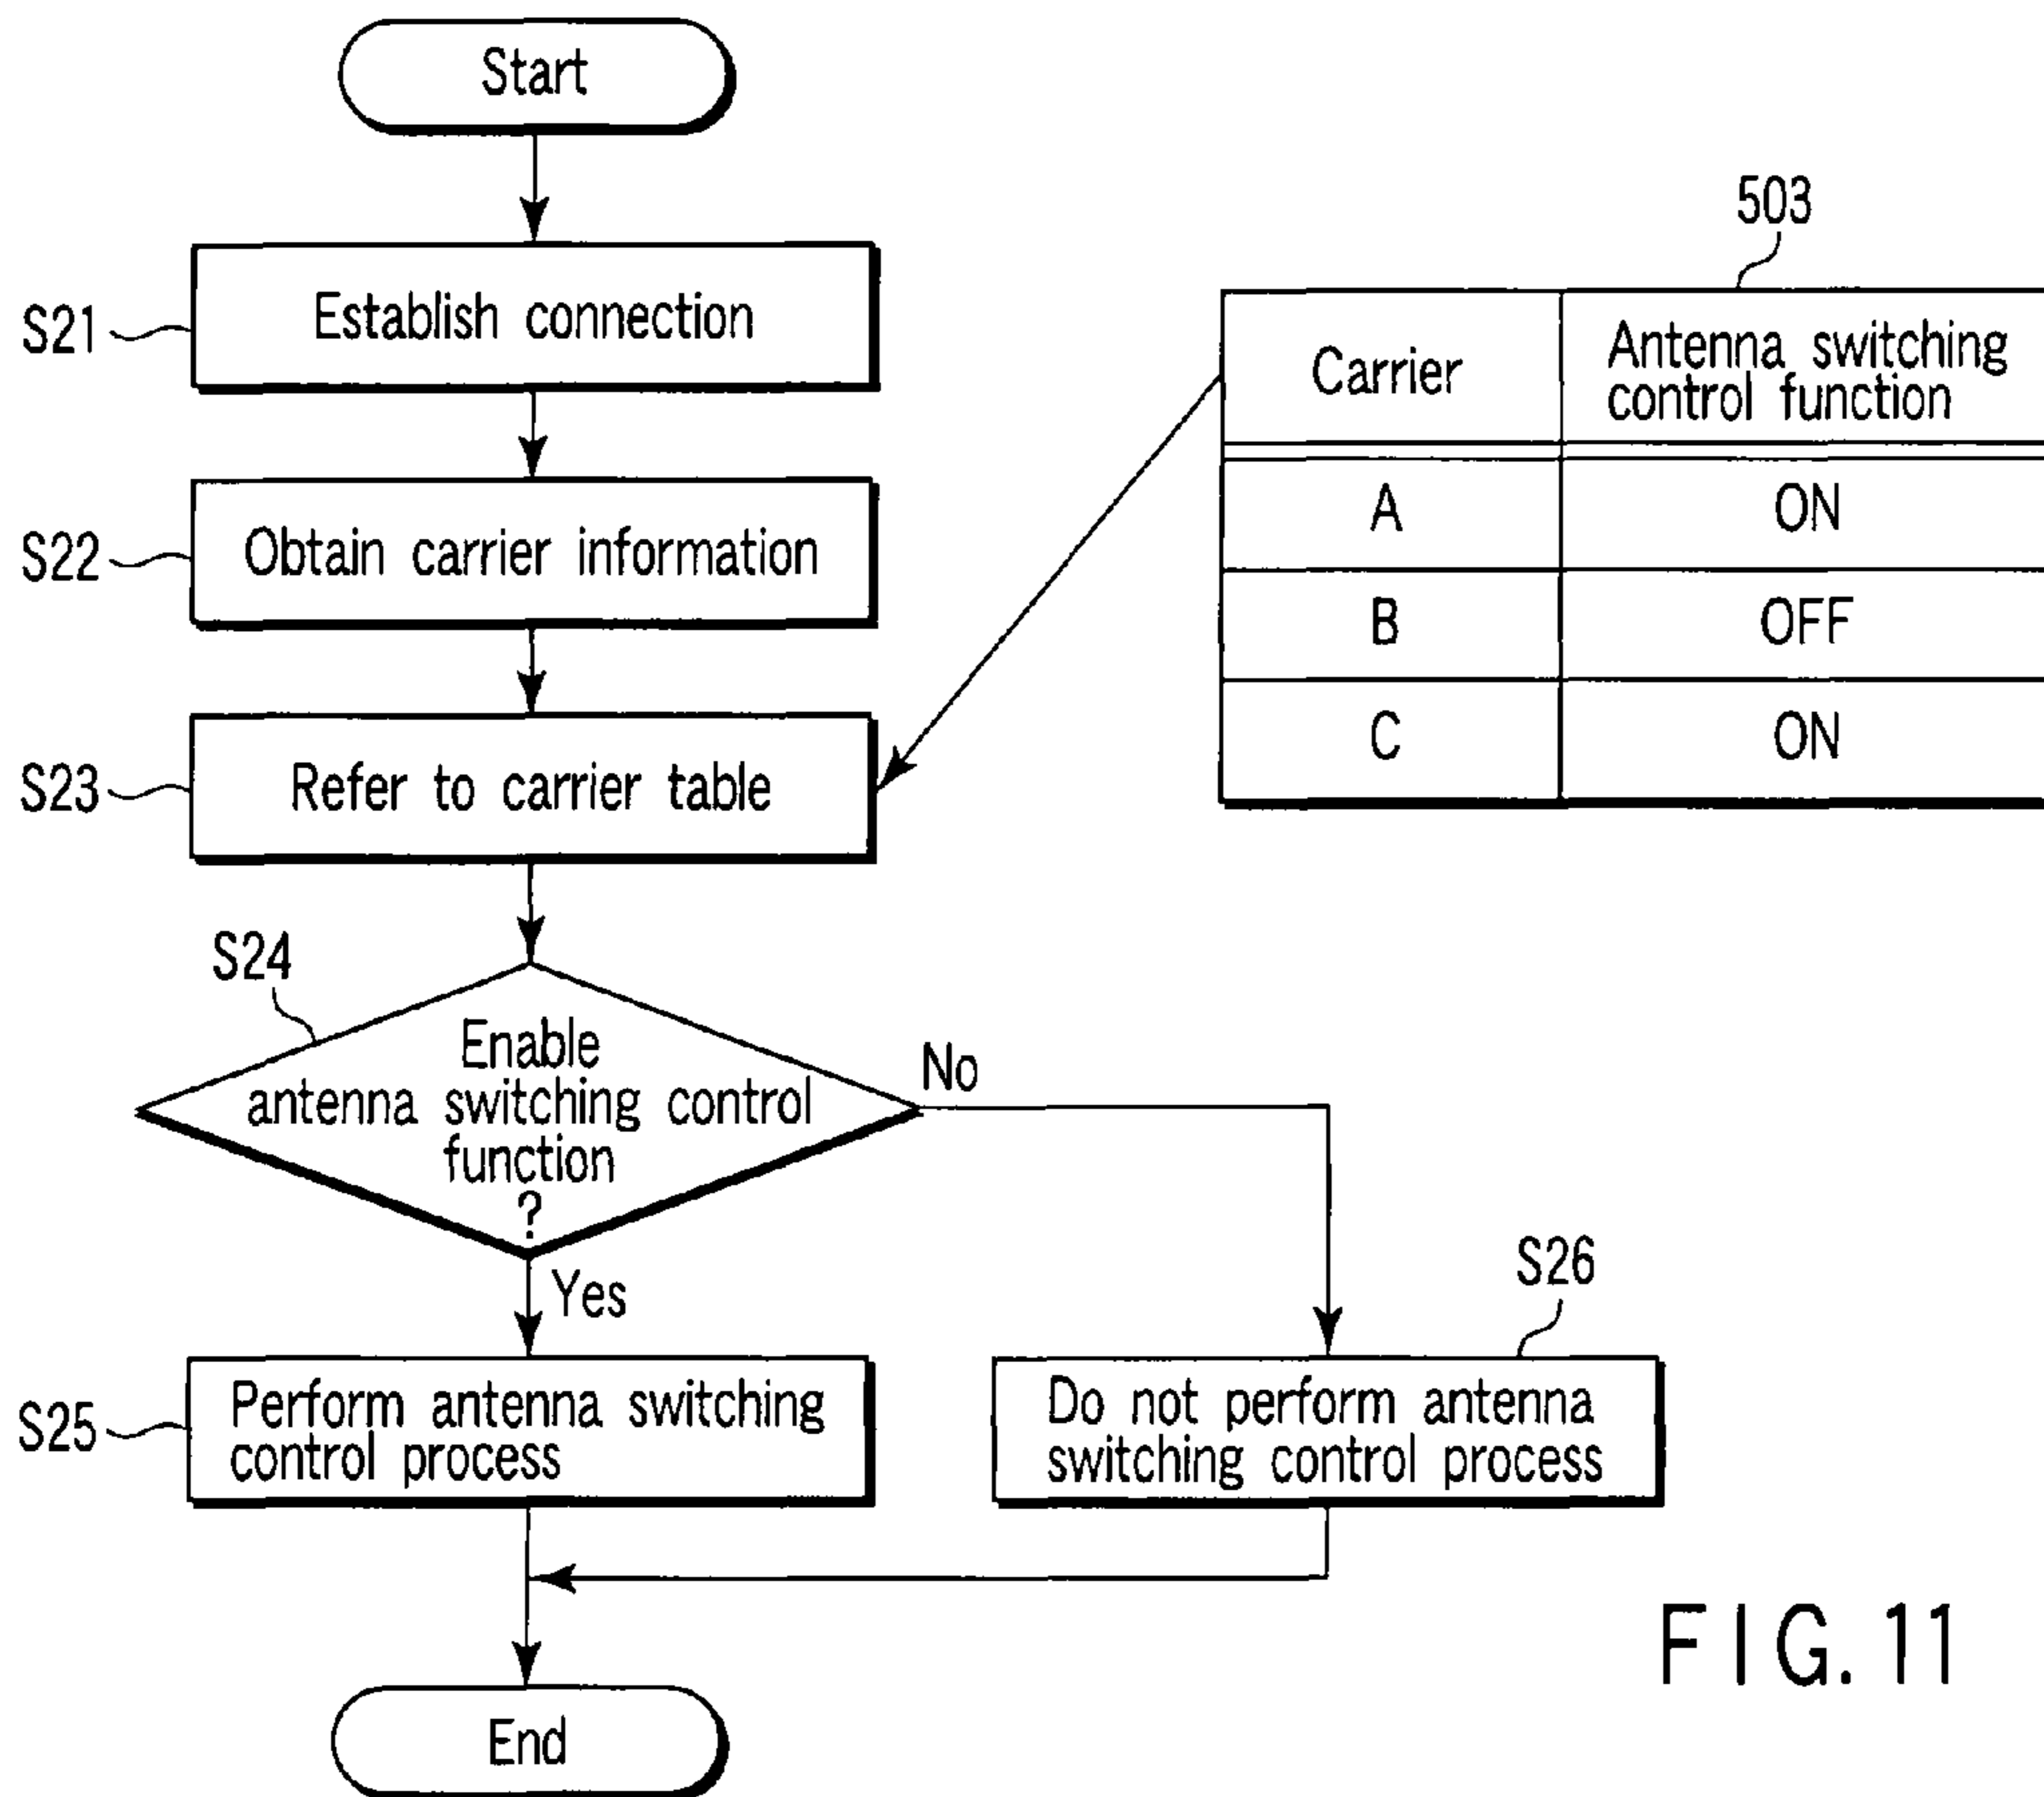 Start
S21
Establish connection
S22
Obtain carrier information
S23
Refer to carrier table
503
Carrier
Antenna switching
control function
A
ON
B
OFF
C
ON
S24
Enable
antenna switching control
function
?
No
Yes
S25
Perform antenna switching
control process
S26
Do not perform antenna
switching control process
End
FIG. 11